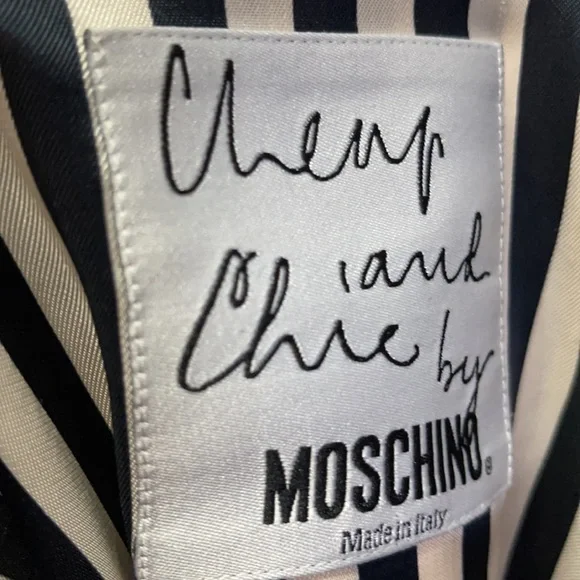 Cheap
and
Chic by
MOSCHINO®
Made in Italy